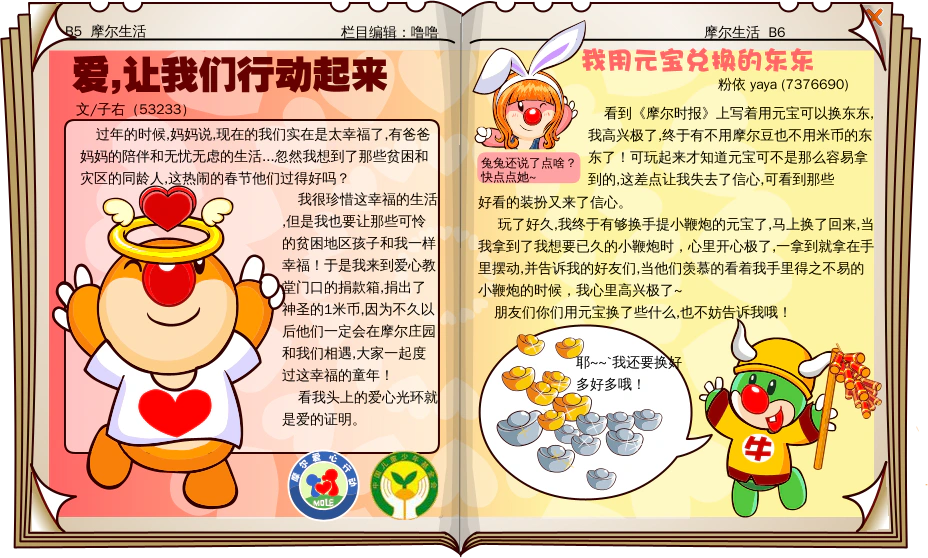 B5 摩尔生活
栏目编辑：噜噜
爱,让我们行动起来
文/子右（53233）
过年的时候,妈妈说,现在的我们实在是太幸福了,有爸爸
妈妈的陪伴和无忧无虑的生活...忽然我想到了那些贫困和
灾区的同龄人,这热闹的春节他们过得好吗？
我很珍惜这幸福的生活
,但是我也要让那些可怜
的贫困地区孩子和我一样
幸福！于是我来到爱心教
堂门口的捐款箱,捐出了
神圣的1米币,因为不久以
后他们一定会在摩尔庄园
和我们相遇,大家一起度
过这幸福的童年！
看我头上的爱心光环就
是爱的证明。
摩尔爱心行动
MOLE
中国儿童少年基金会
摩尔生活 B6
我用元宝兑换的东东
粉依 yaya (7376690)
看到《摩尔时报》上写着用元宝可以换东东,
我高兴极了,终于有不用摩尔豆也不用米币的东
东了！可玩起来才知道元宝可不是那么容易拿
到的,这差点让我失去了信心,可看到那些
好看的装扮又来了信心。
兔兔还说了点啥？
快点点她~
玩了好久,我终于有够换手提小鞭炮的元宝了,马上换了回来,当
我拿到了我想要已久的小鞭炮时，心里开心极了,一拿到就拿在手
里摆动,并告诉我的好友们,当他们羡慕的看着我手里得之不易的
小鞭炮的时候，我心里高兴极了~
朋友们你们用元宝换了些什么,也不妨告诉我哦！
耶~~`我还要换好
多好多哦！
牛